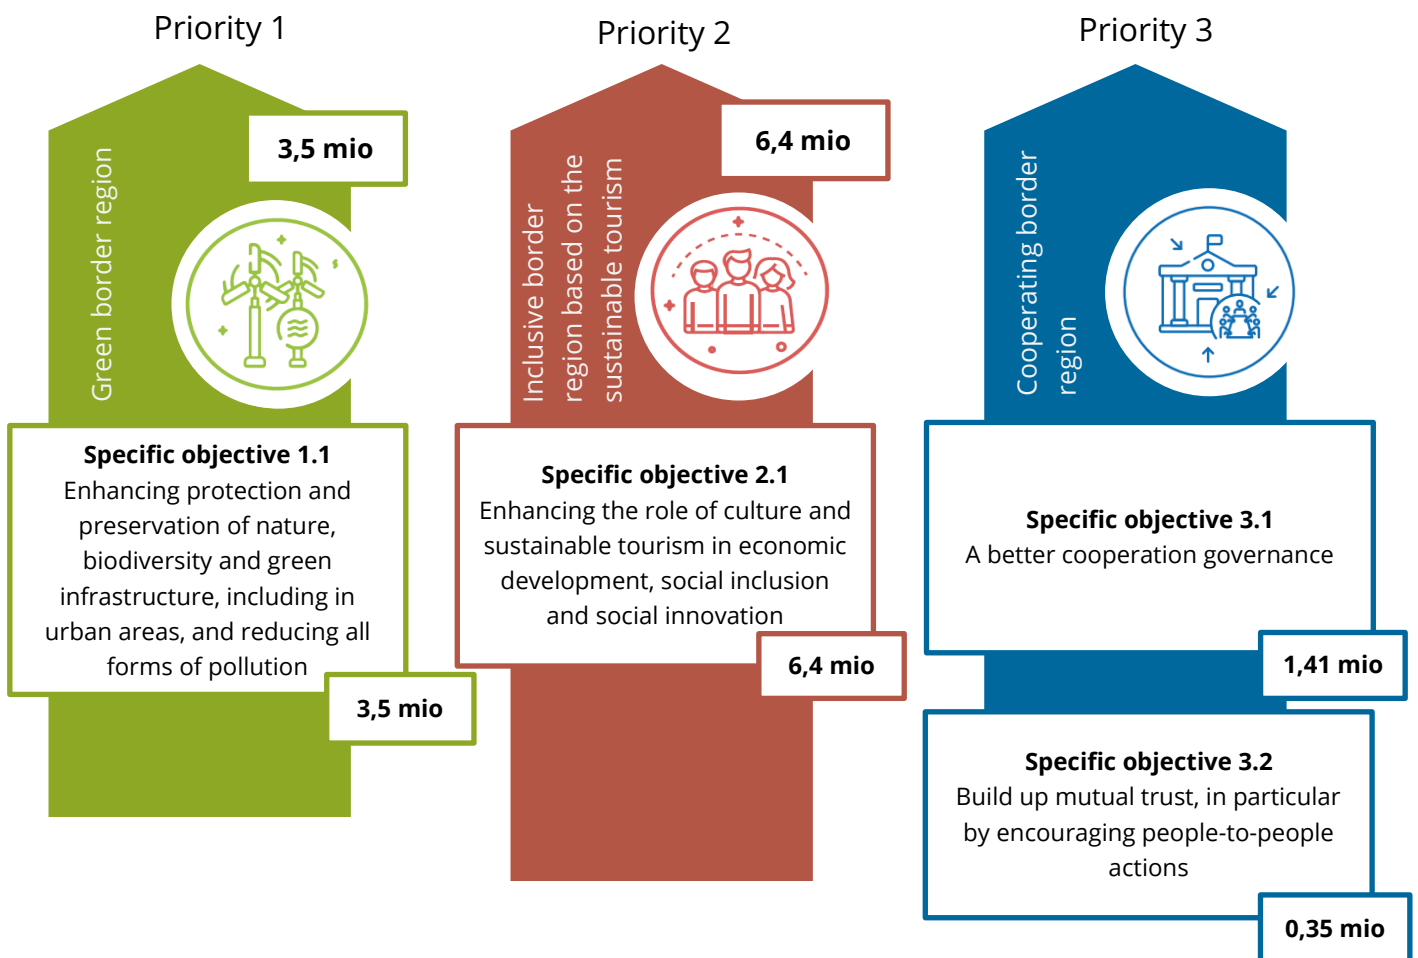 Priority 1
3,5 mio
Green border region
Specific objective 1.1
Enhancing protection and
preservation of nature,
biodiversity and green
infrastructure, including in
urban areas, and reducing all
forms of pollution
3,5 mio
Priority 2
6,4 mio
Inclusive border
region based on the
sustainable tourism
Specific objective 2.1
Enhancing the role of culture and
sustainable tourism in economic
development, social inclusion
and social innovation
6,4 mio
Priority 3
Cooperating border
region
Specific objective 3.1
A better cooperation governance
1,41 mio
Specific objective 3.2
Build up mutual trust, in particular
by encouraging people-to-people
actions
0,35 mio